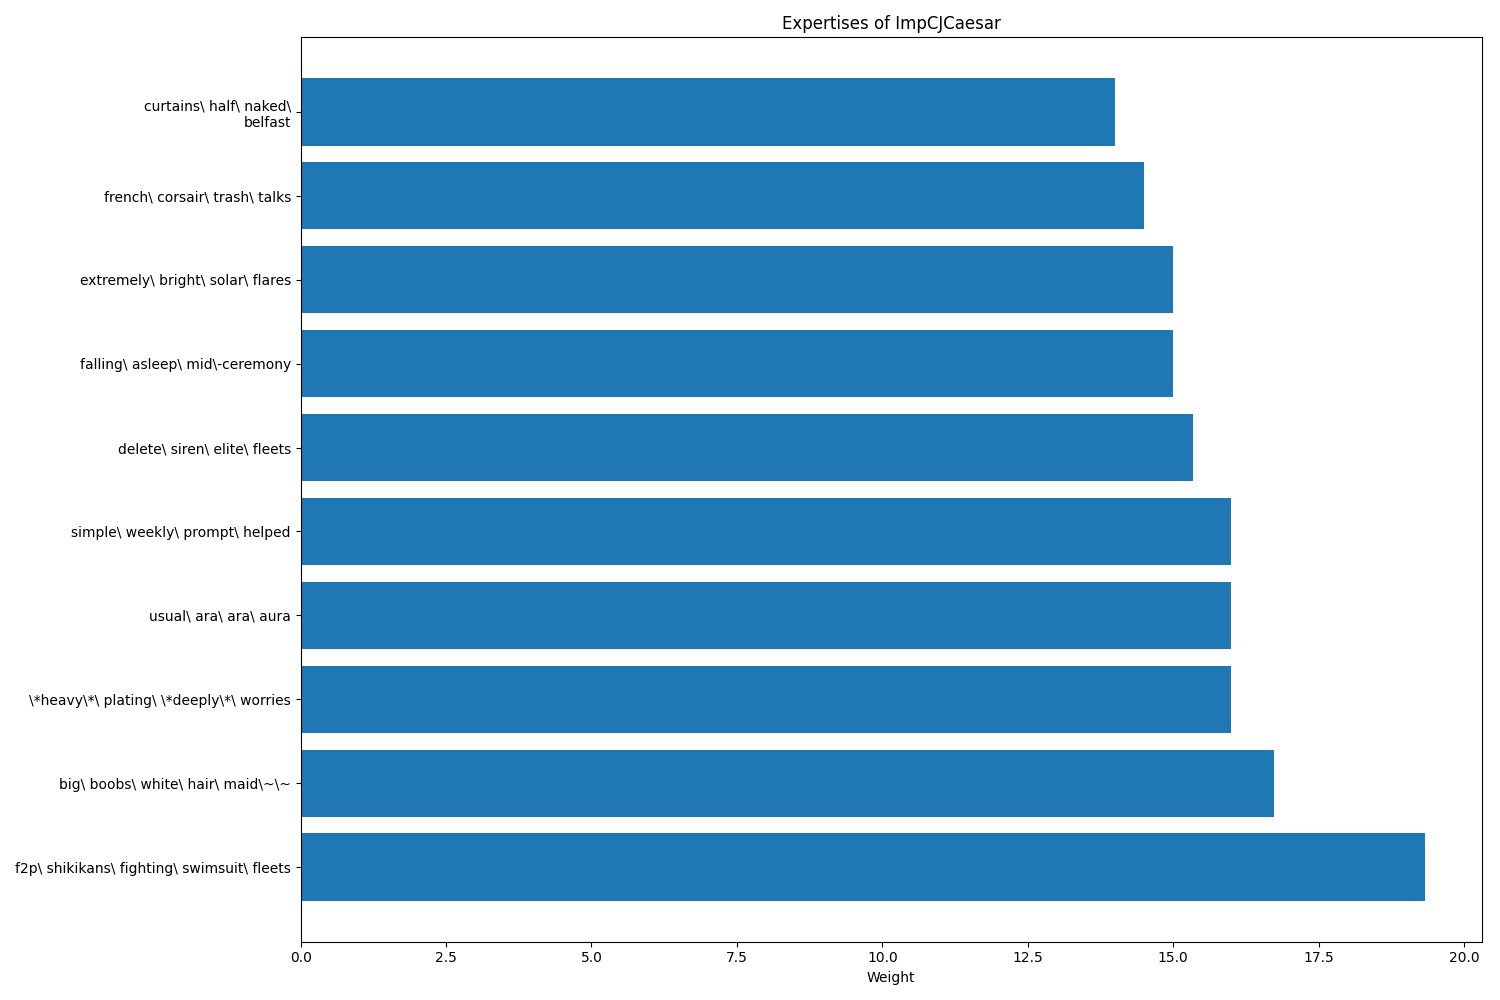 Expertises of ImpCJCaesar
curtains\ half\ naked\
belfast
french\ corsair\ trash\ talks
extremely\ bright\ solar\ flares
falling\ asleep\ mid\-ceremony
delete\ siren\ elite\ fleets
simple\ weekly\ prompt\ helped
usual\ ara\ ara\ aura
\*heavy\*\ plating\ \*deeply\*\ worries
big\ boobs\ white\ hair\ maid\~\~
f2p\ shikikans\ fighting\ swimsuit\ fleets
0.0 2.5 5.0 7.5 10.0 12.5 15.0 17.5 20.0
Weight